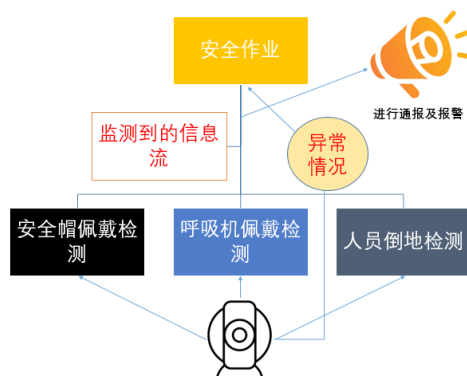 安全作业
进行通报及报警
监测到的信息
流
异常
情况
安全帽佩戴检
测
呼吸机佩戴检
测
人员倒地检测